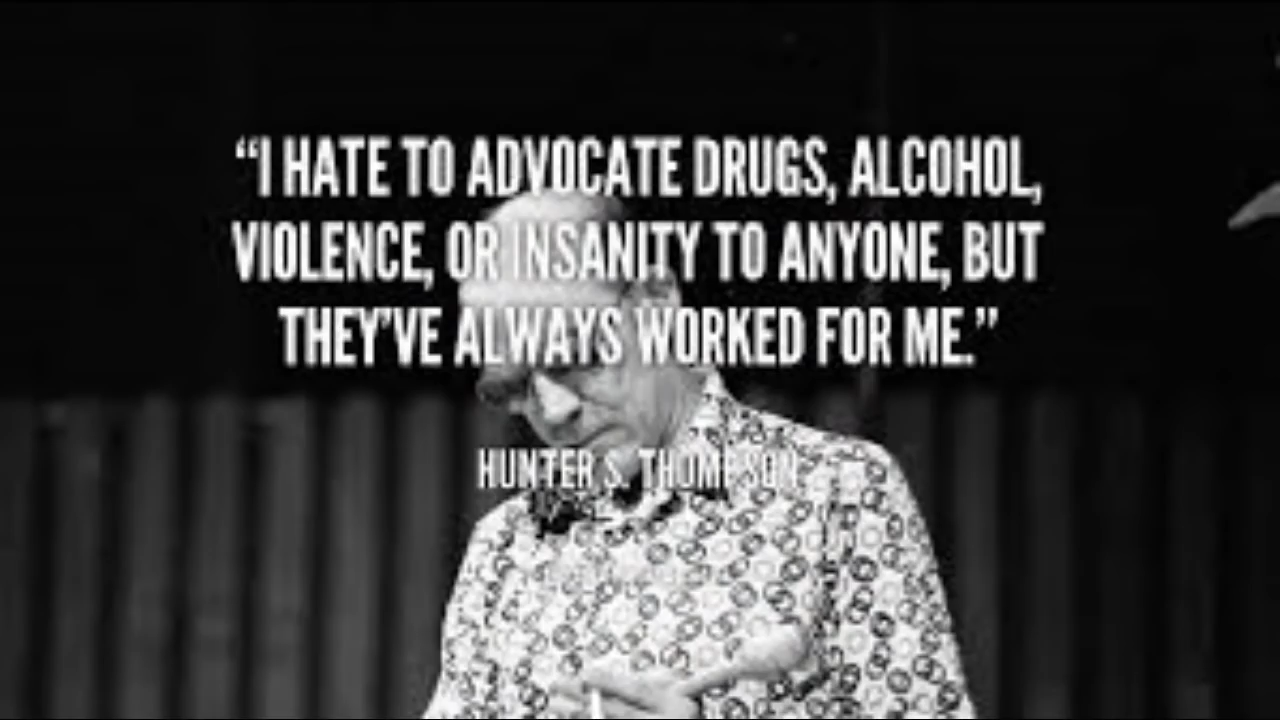 “I HATE TO ADVOCATE DRUGS, ALCOHOL,
VIOLENCE, OR INSANITY TO ANYONE, BUT
THEY’VE ALWAYS WORKED FOR ME.”
HUNTER S. THOMPSON